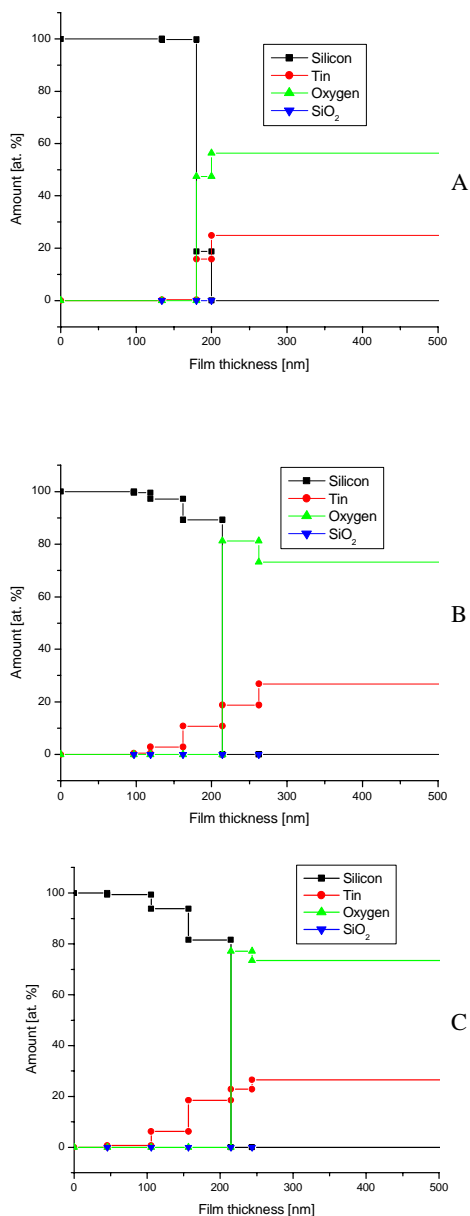 100
80
60
40
20
0
Amount [at. %]
Silicon
Tin
Oxygen
SiO2
A
0 100 200 300 400 500
Film thickness [nm]
100
80
60
40
20
0
Amount [at. %]
Silicon
Tin
Oxygen
SiO2
B
0 100 200 300 400 500
Film thickness [nm]
100
80
60
40
20
0
Amount [at. %]
Silicon
Tin
Oxygen
SiO2
C
0 100 200 300 400 500
Film thickness [nm]